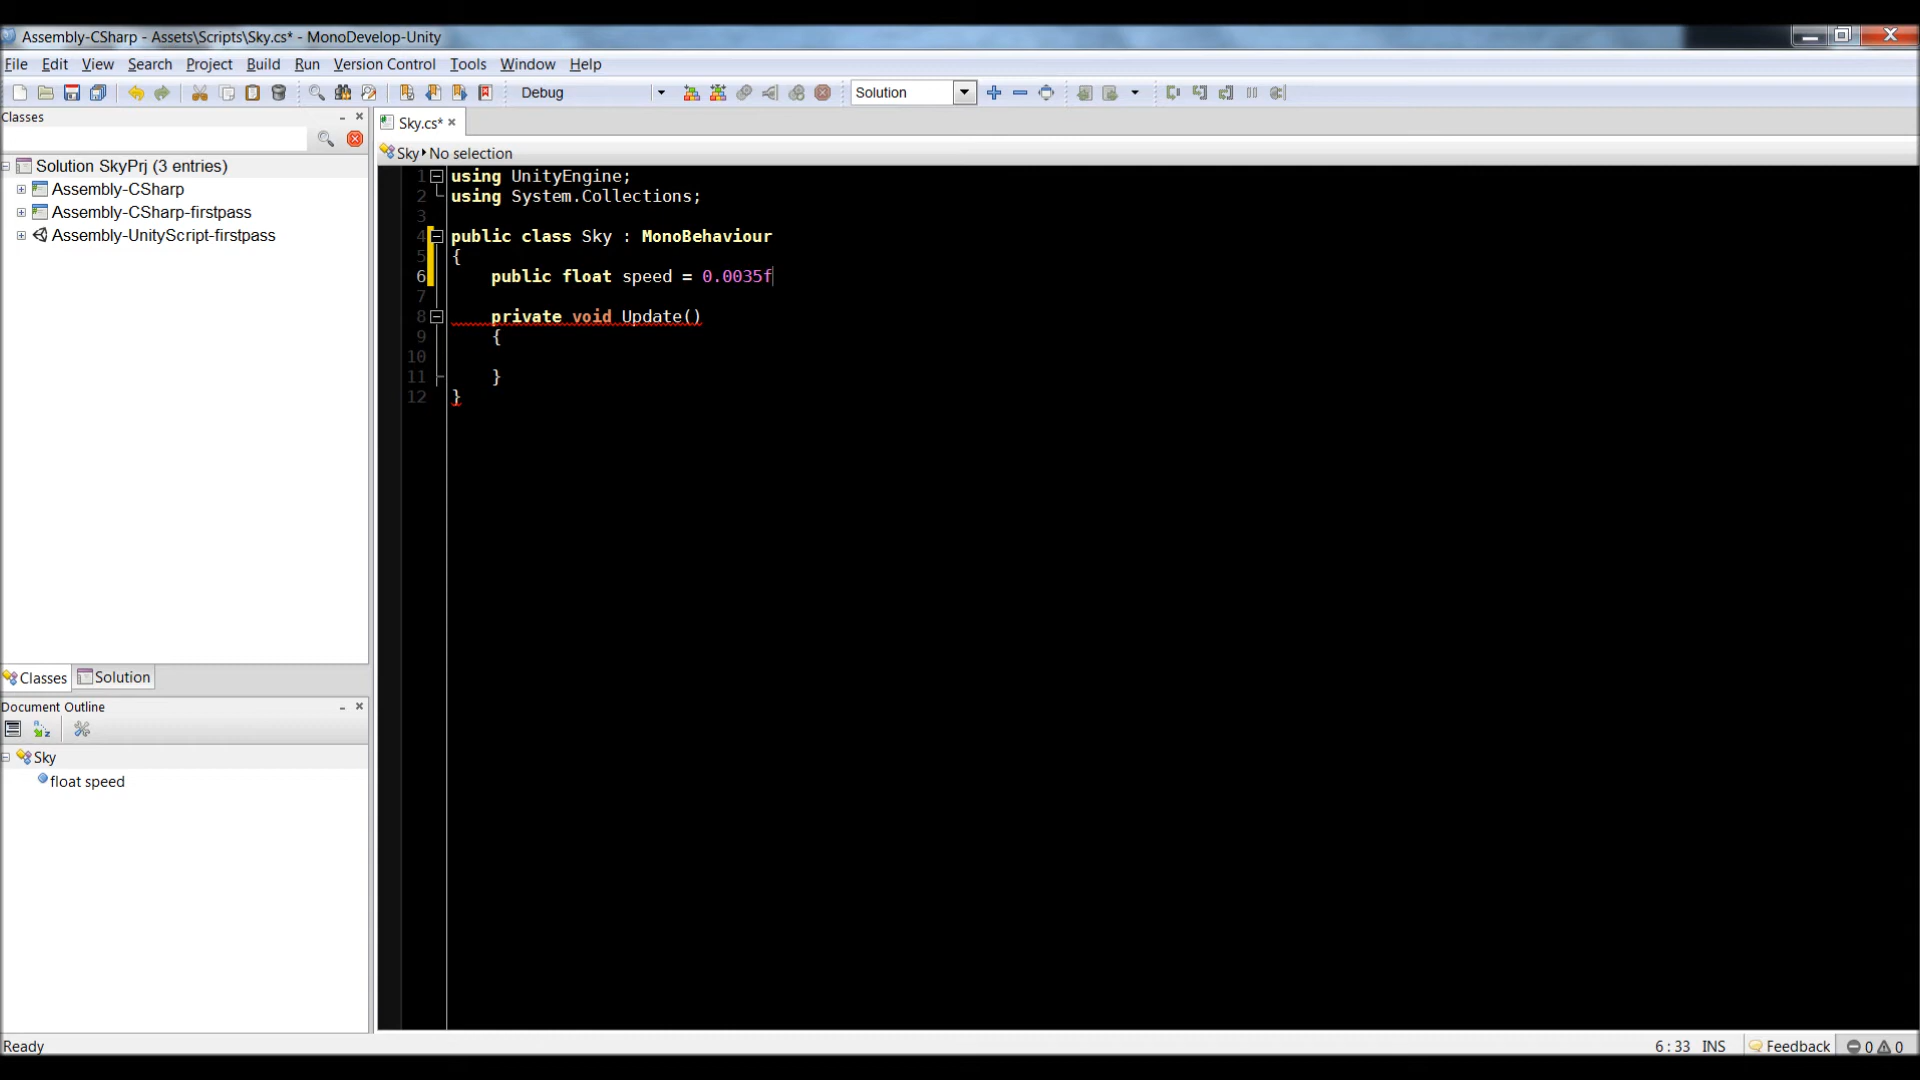 Assembly-CSharp - Assets\Scripts\Sky.cs* - MonoDevelop-Unity
File Edit View Search Project Build Run Version Control Tools Window Help
Debug Solution
Classes
Sky.cs*
Sky No selection
Solution SkyPrj (3 entries)
Assembly-CSharp
Assembly-CSharp-firstpass
Assembly-UnityScript-firstpass
1 using UnityEngine;
2 using System.Collections;
3
4 public class Sky : MonoBehaviour
5 {
6 public float speed = 0.0035f
7
8 private void Update()
9 {
10
11 }
12 }
Classes Solution
Document Outline
Sky
float speed
Ready 6 : 33 INS Feedback 0 0